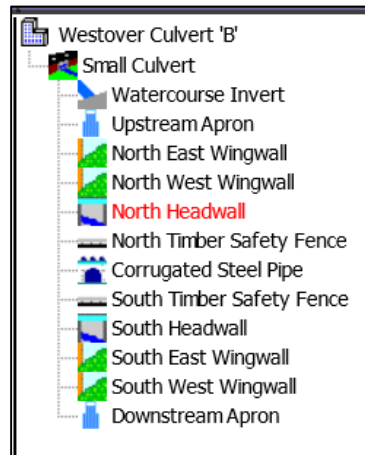 Westover Culvert 'B'
Small Culvert
Watercourse Invert
Upstream Apron
North East Wingwall
North West Wingwall
North Headwall
North Timber Safety Fence
Corrugated Steel Pipe
South Timber Safety Fence
South Headwall
South East Wingwall
South West Wingwall
Downstream Apron